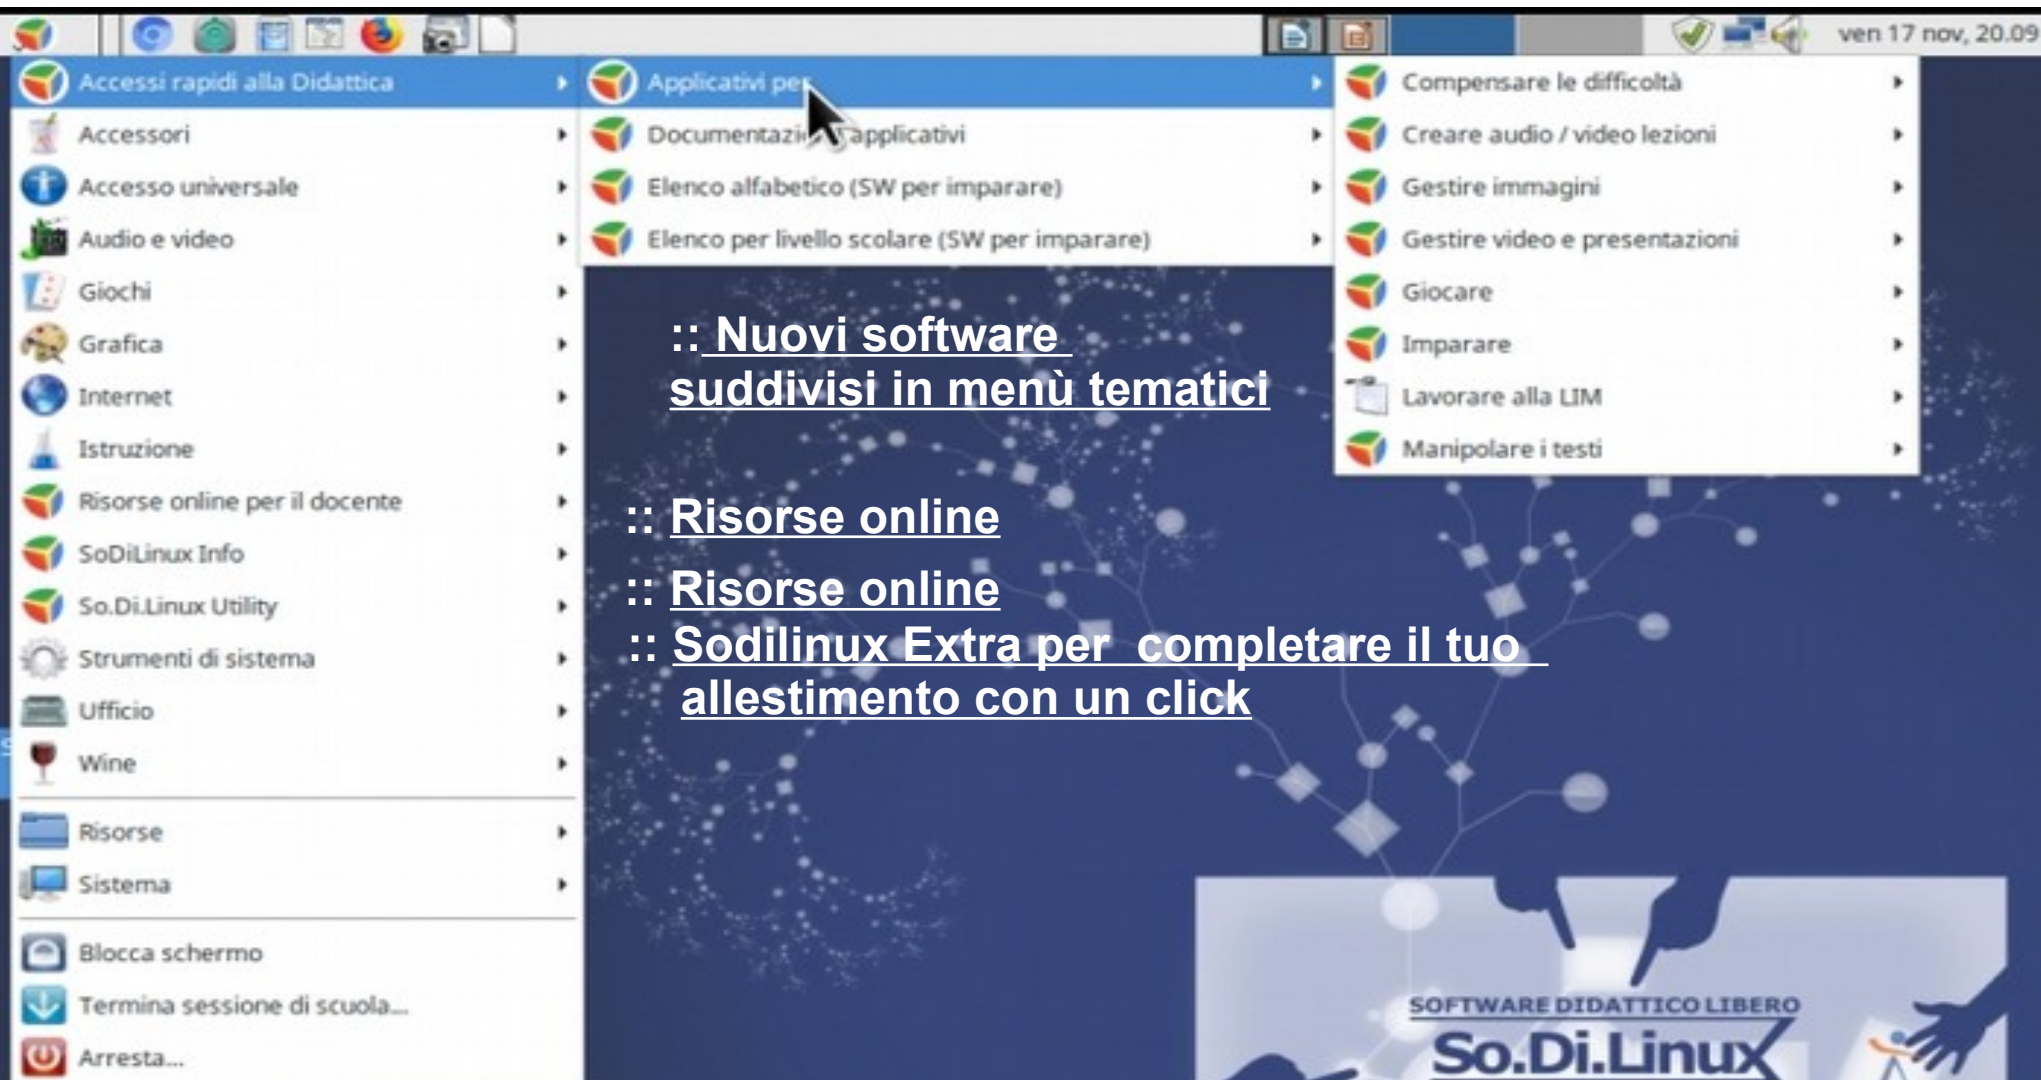 ven 17 nov, 20.09
Accessi rapidi alla Didattica
Accessori
Accesso universale
Audio e video
Giochi
Grafica
Internet
Istruzione
Risorse online per il docente
SoDiLinux Info
So.Di.Linux Utility
Strumenti di sistema
Ufficio
Wine
Risorse
Sistema
Blocca schermo
Termina sessione di scuola...
Arresta...
Applicativi per
applicativi
Elenco alfabetico (SW per imparare)
Elenco per livello scolare (SW per imparare)
Compensare le difficoltà
Creare audio / video lezioni
Gestire immagini
Gestire video e presentazioni
Giocare
Imparare
Lavorare alla LIM
Manipolare i testi
:: Nuovi software
suddivisi in menù tematici
:: Risorse online
:: Risorse online
:: Sodilinux Extra per completare il tuo
allestimento con un click
SOFTWARE DIDATTICO LIBERO
So.Di.Linux